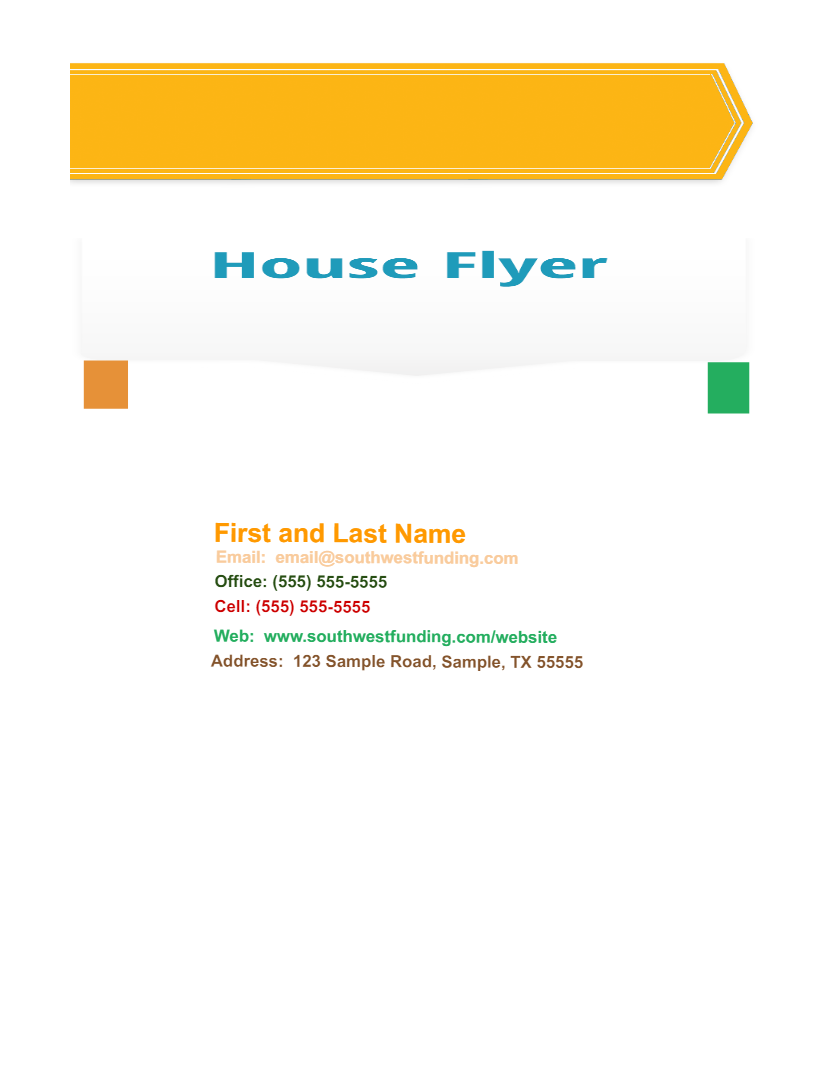 House Flyer
First and Last Name
Email: email@southwestfunding.com
Office: (555) 555-5555
Cell: (555) 555-5555
Web: www.southwestfunding.com/website
Address: 123 Sample Road, Sample, TX 55555